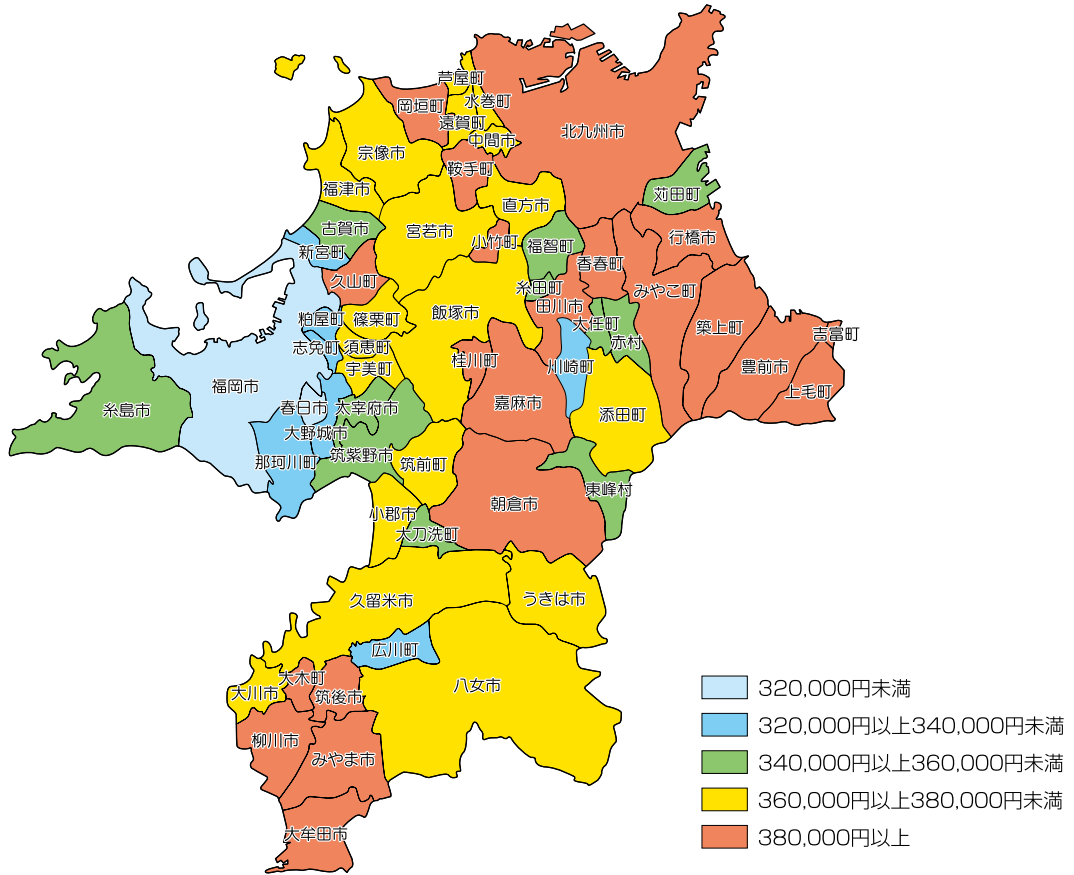 芦屋町
水巻町
岡垣町
遠賀町
中間市
北九州市
宗像市
鞍手町
福津市
直方市
苅田町
古賀市
宮若市
小竹町
福智町
行橋市
新宮町
久山町
香春町
糸田町
みやこ町
粕屋町
篠栗町
飯塚市
田川市
大任町
赤村
築上町
吉富町
志免町
須恵町
宇美町
桂川町
川崎町
豊前市
上毛町
福岡市
糸島市
春日市
太宰府市
嘉麻市
添田町
大野城市
那珂川町
筑紫野市
筑前町
東峰村
小郡市
朝倉市
大刀洗町
久留米市
うきは市
広川町
大川市
大木町
筑後市
八女市
柳川市
みやま市
大牟田市
320,000円未満
320,000円以上340,000円未満
340,000円以上360,000円未満
360,000円以上380,000円未満
380,000円以上